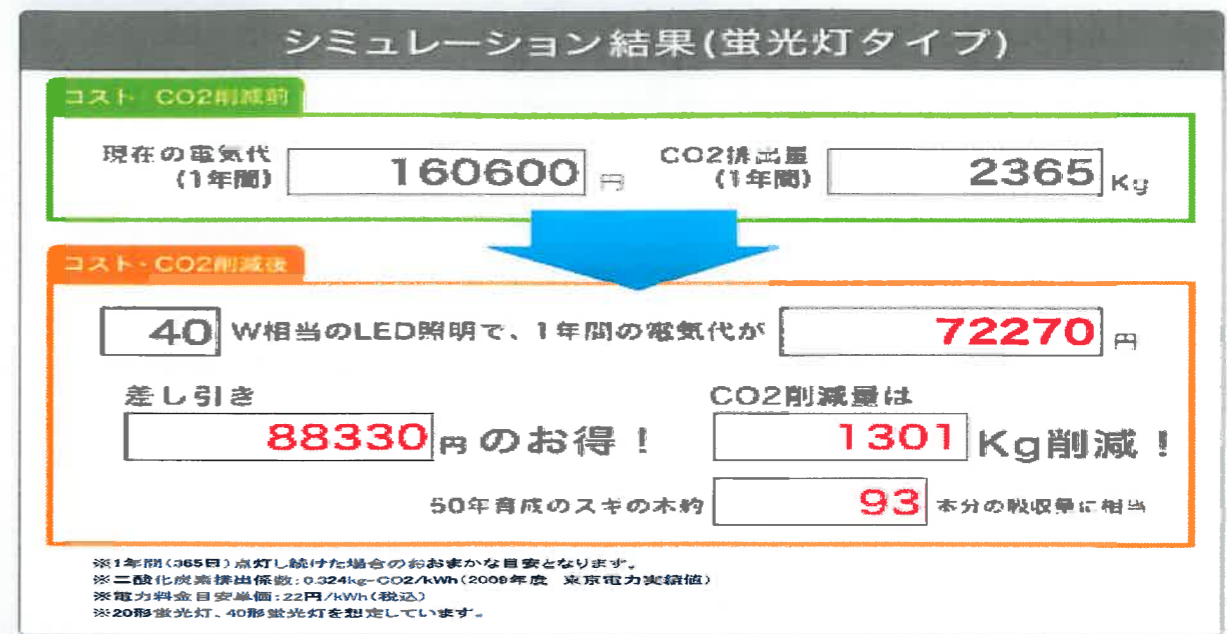 シミュレーション結果(蛍光灯タイプ)
コスト・CO2削減前
現在の電気代
(1年間)
160600 円
CO2排出量
(1年間)
2365 Kg
コスト・CO2削減後
40 W相当のLED照明で、1年間の電気代が 72270 円
差し引き
88330 円のお得！
CO2削減量は
1301 Kg削減！
50年育成のスギの木約 93 本分の吸収量に相当
※1年間(365日)点灯し続けた場合のおおまかな目安となります。
※二酸化炭素排出係数:0.324kg-CO2/kWh(2009年度 東京電力実績値)
※電力料金目安単価:22円/kWh(税込)
※20形蛍光灯、40形蛍光灯を想定しています。